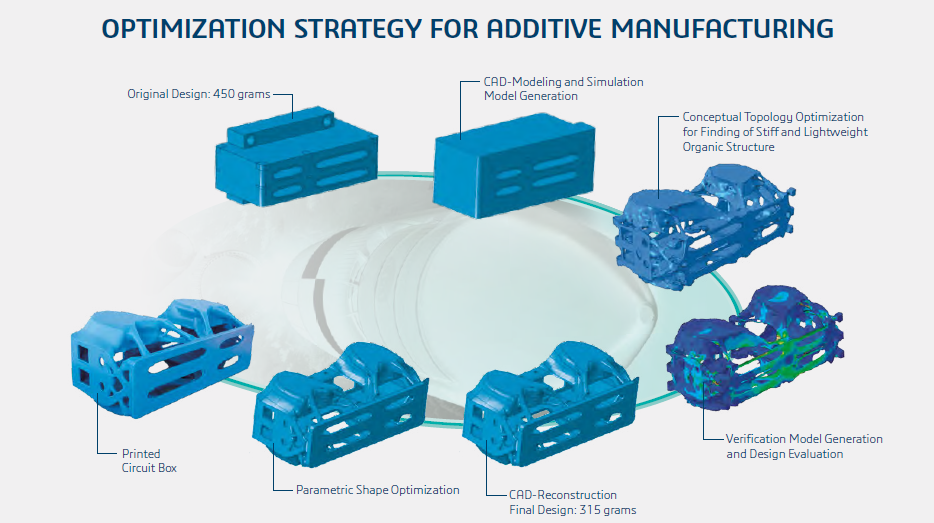 OPTIMIZATION STRATEGY FOR ADDITIVE MANUFACTURING
Original Design: 450 grams
CAD-Modeling and Simulation
Model Generation
Conceptual Topology Optimization
for Finding of Stiff and Lightweight
Organic Structure
Verification Model Generation
and Design Evaluation
CAD-Reconstruction
Final Design: 315 grams
Parametric Shape Optimization
Printed
Circuit Box